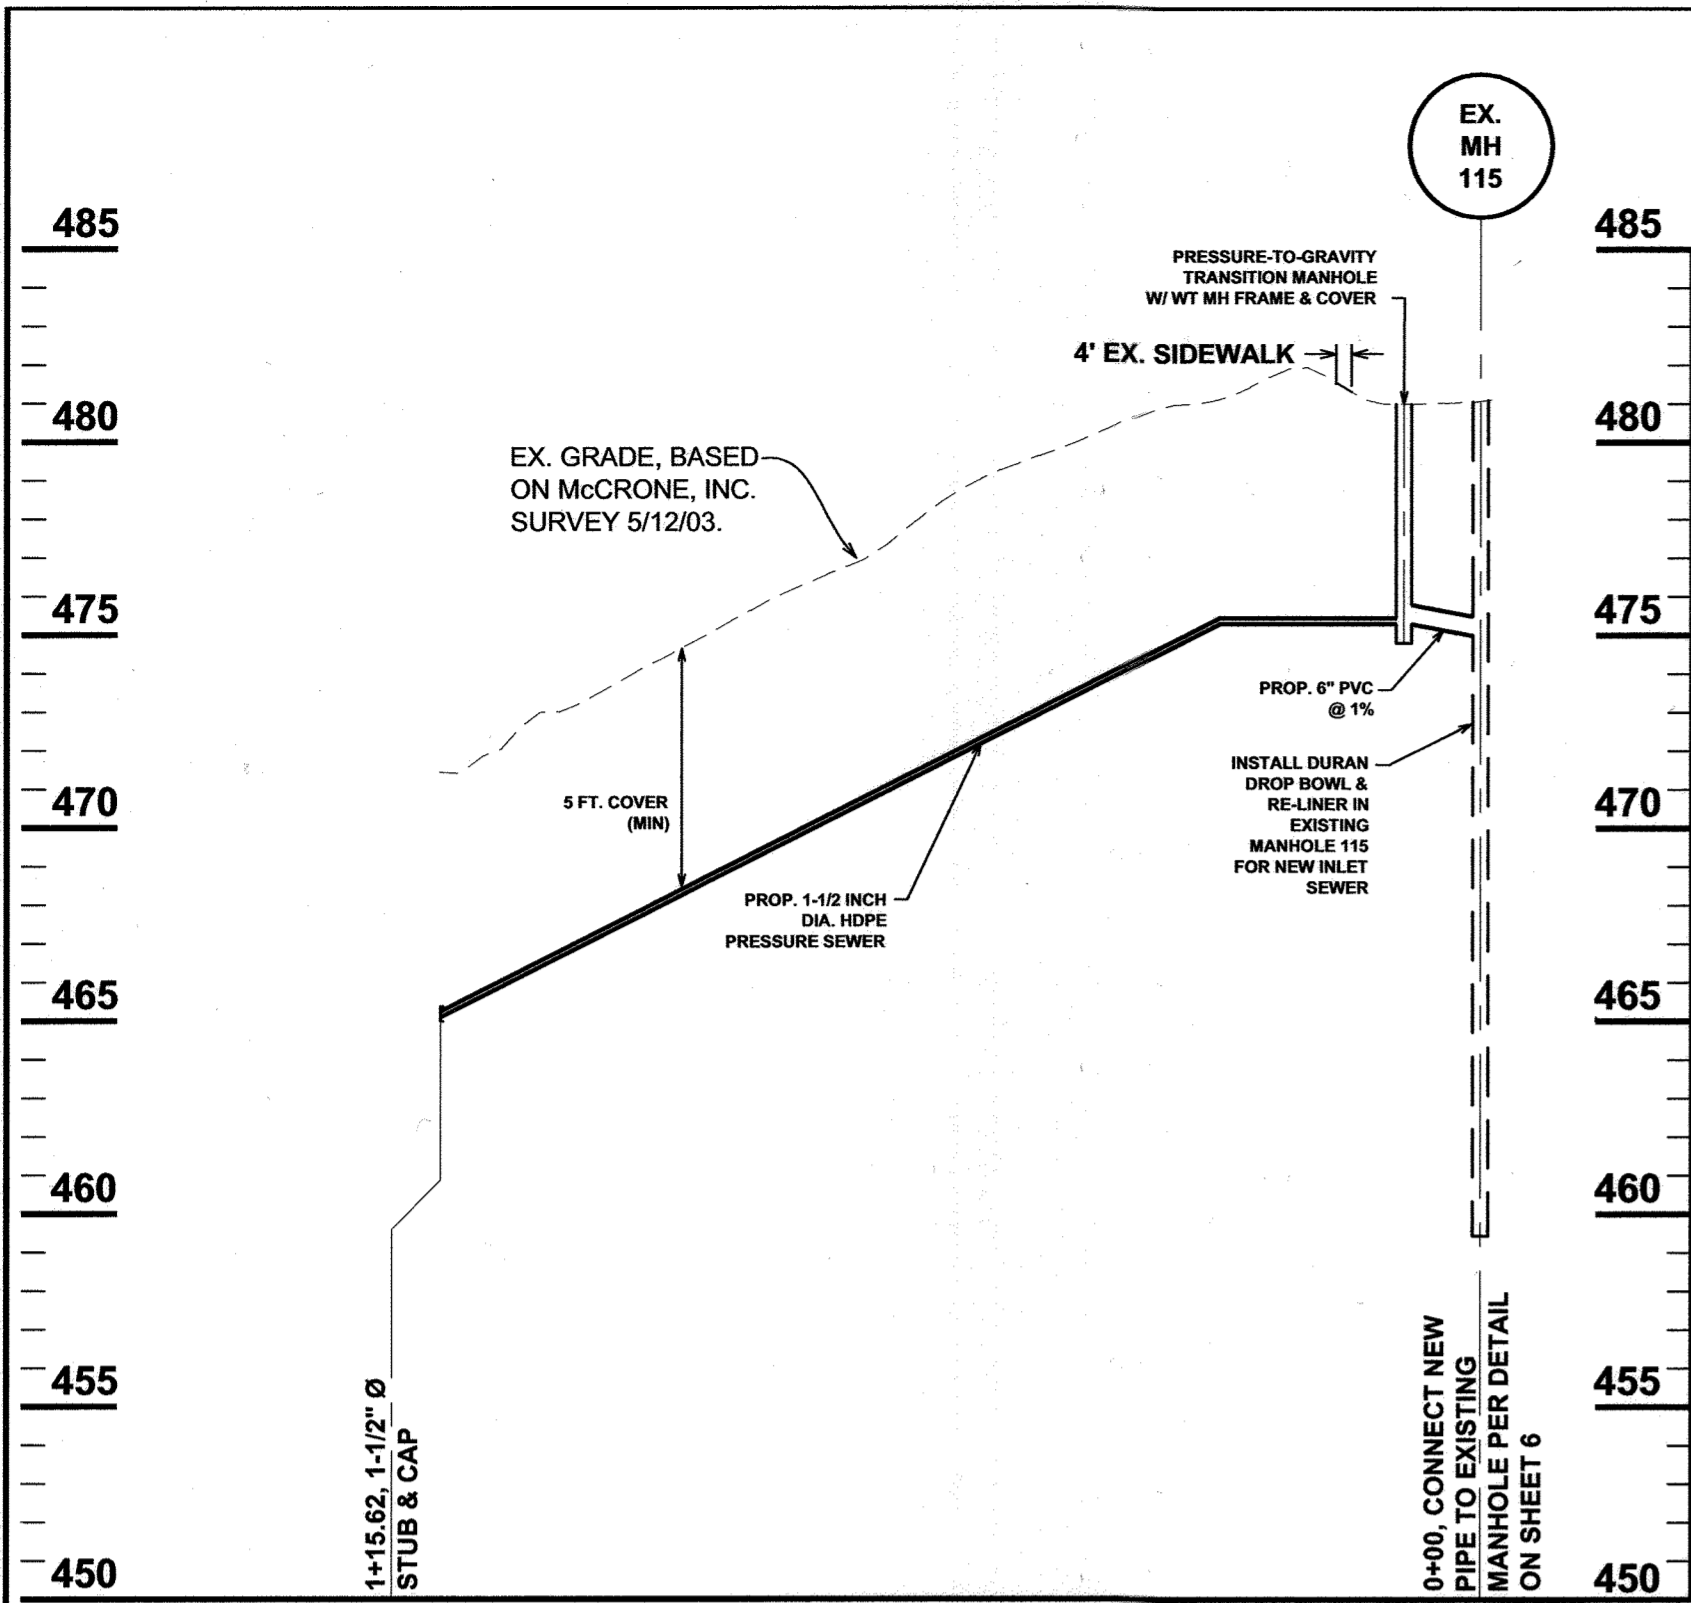 EX.
MH
115
485
485
PRESSURE-TO-GRAVITY
TRANSITION MANHOLE
W/ WT MH FRAME & COVER
4' EX. SIDEWALK
480
480
EX. GRADE, BASED
ON McCRONE, INC.
SURVEY 5/12/03.
475
475
PROP. 6" PVC
@ 1%
INSTALL DURAN
DROP BOWL &
RE-LINER IN
EXISTING
MANHOLE 115
FOR NEW INLET
SEWER
470
470
5 FT. COVER
(MIN)
PROP. 1-1/2 INCH
DIA. HDPE
PRESSURE SEWER
465
465
460
460
455
455
1+15.62, 1-1/2" Ø
STUB & CAP
0+00, CONNECT NEW
PIPE TO EXISTING
MANHOLE PER DETAIL
ON SHEET 6
450
450